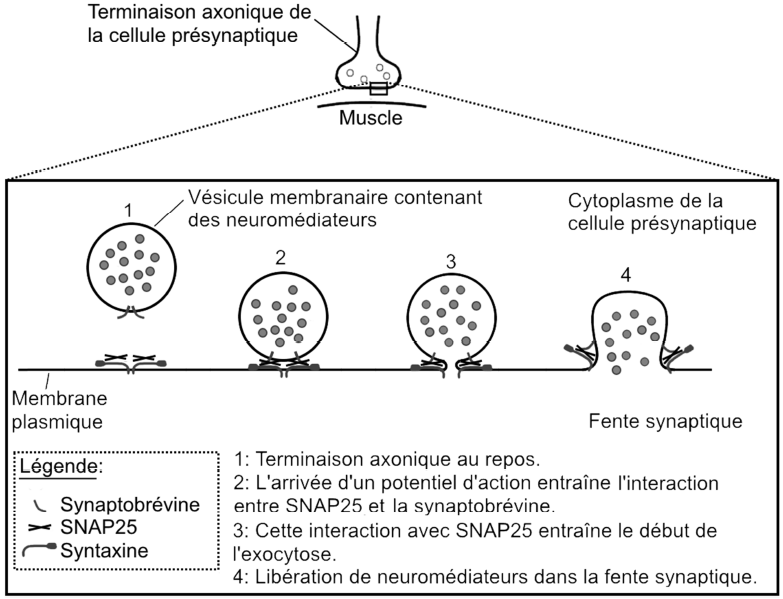 Terminaison axonique de
la cellule présynaptique
Muscle
1
Vésicule membranaire contenant
des neuromédiateurs
Cytoplasme de la
cellule présynaptique
2
3
4
Membrane
plasmique
Fente synaptique
Légende:
Synaptobrévine
SNAP25
Syntaxine
1: Terminaison axonique au repos.
2: L'arrivée d'un potentiel d'action entraîne l'interaction
entre SNAP25 et la synaptobrévine.
3: Cette interaction avec SNAP25 entraîne le début de
l'exocytose.
4: Libération de neuromédiateurs dans la fente synaptique.